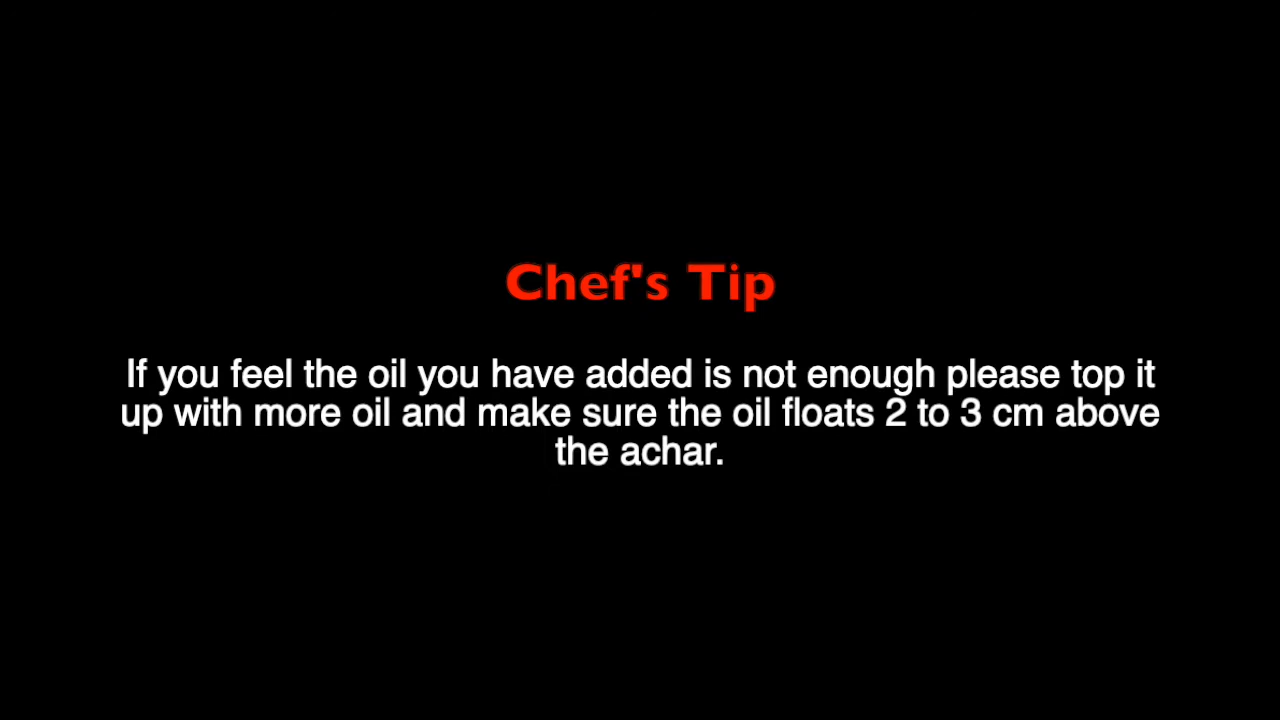 Chef's Tip
If you feel the oil you have added is not enough please top it
up with more oil and make sure the oil floats 2 to 3 cm above
the achar.